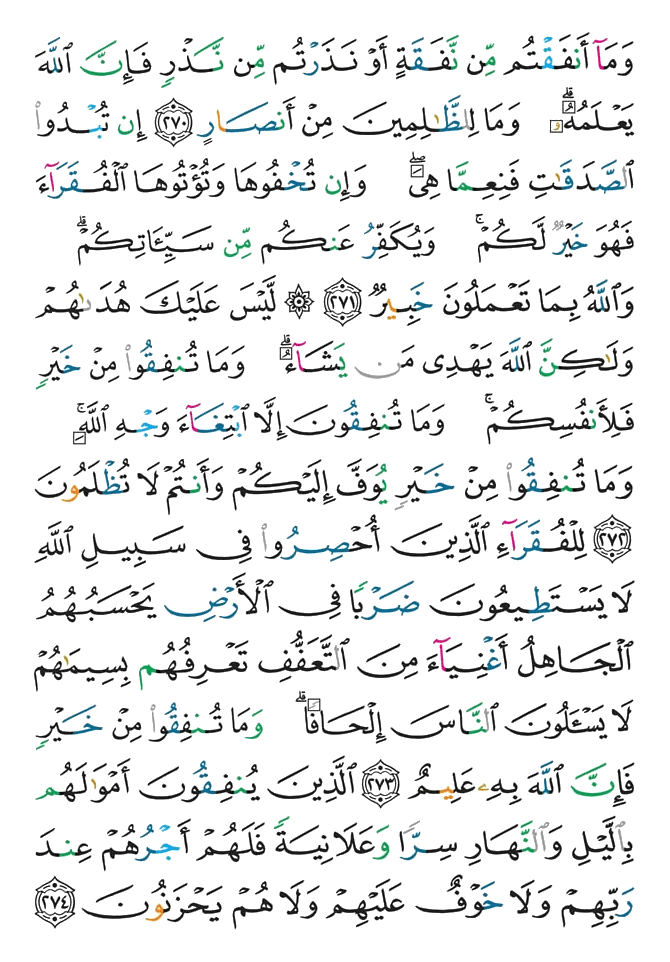 وَمَآ أَنفَقْتُم مِّن نَّفَقَةٍ أَوْ نَذَرْتُم مِّن نَّذْرٍ فَإِنَّ ٱللَّهَ
يَعْلَمُهُۥۗ وَمَا لِلظَّـٰلِمِينَ مِنْ أَنصَارٍ ٢٧٠ إِن تُبْدُوا۟
ٱلصَّدَقَـٰتِ فَنِعِمَّا هِىَۖ وَإِن تُخْفُوهَا وَتُؤْتُوهَا ٱلْفُقَرَآءَ
فَهُوَ خَيْرٌ لَّكُمْۚ وَيُكَفِّرُ عَنكُم مِّن سَيِّـَٔاتِكُمْۗ
وَٱللَّهُ بِمَا تَعْمَلُونَ خَبِيرٌ ٢٧١ ۞ لَّيْسَ عَلَيْكَ هُدَىٰهُمْ
وَلَـٰكِنَّ ٱللَّهَ يَهْدِى مَن يَشَآءُۗ وَمَا تُنفِقُوا۟ مِنْ خَيْرٍ
فَلِأَنفُسِكُمْۚ وَمَا تُنفِقُونَ إِلَّا ٱبْتِغَآءَ وَجْهِ ٱللَّهِۚ
وَمَا تُنفِقُوا۟ مِنْ خَيْرٍ يُوَفَّ إِلَيْكُمْ وَأَنتُمْ لَا تُظْلَمُونَ
٢٧٢ لِلْفُقَرَآءِ ٱلَّذِينَ أُحْصِرُوا۟ فِى سَبِيلِ ٱللَّهِ
لَا يَسْتَطِيعُونَ ضَرْبًا فِى ٱلْأَرْضِ يَحْسَبُهُمُ
ٱلْجَاهِلُ أَغْنِيَآءَ مِنَ ٱلتَّعَفُّفِ تَعْرِفُهُم بِسِيمَـٰهُمْ
لَا يَسْـَٔلُونَ ٱلنَّاسَ إِلْحَافًاۗ وَمَا تُنفِقُوا۟ مِنْ خَيْرٍ
فَإِنَّ ٱللَّهَ بِهِۦ عَلِيمٌ ٢٧٣ ٱلَّذِينَ يُنفِقُونَ أَمْوَٰلَهُم
بِٱلَّيْلِ وَٱلنَّهَارِ سِرًّا وَعَلَانِيَةً فَلَهُمْ أَجْرُهُمْ عِندَ
رَبِّهِمْ وَلَا خَوْفٌ عَلَيْهِمْ وَلَا هُمْ يَحْزَنُونَ ٢٧٤